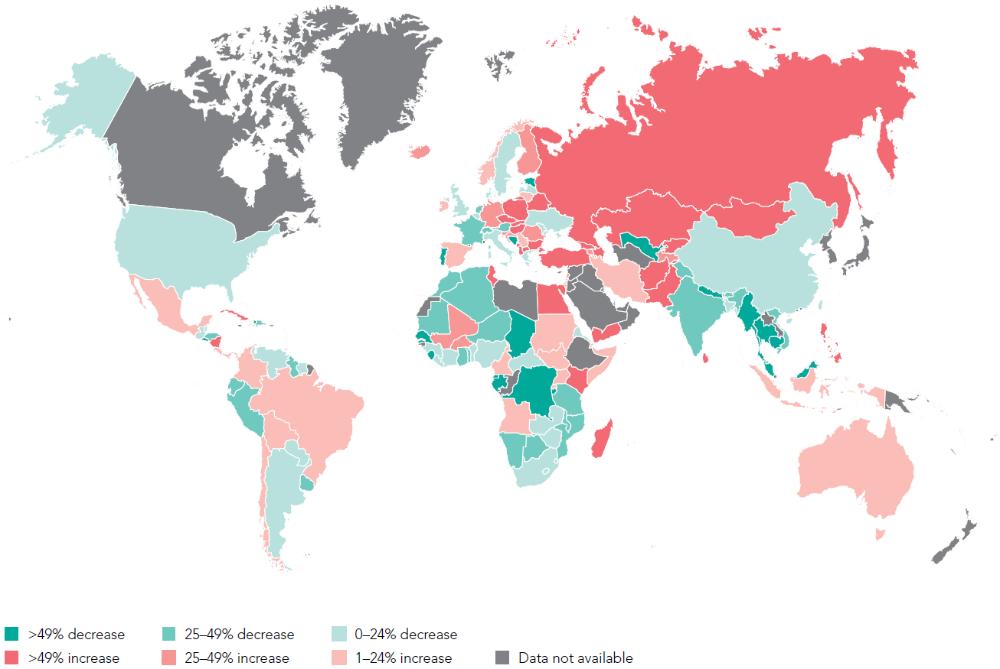 >49% decrease 25–49% decrease 0–24% decrease
>49% increase 25–49% increase 1–24% increase Data not available